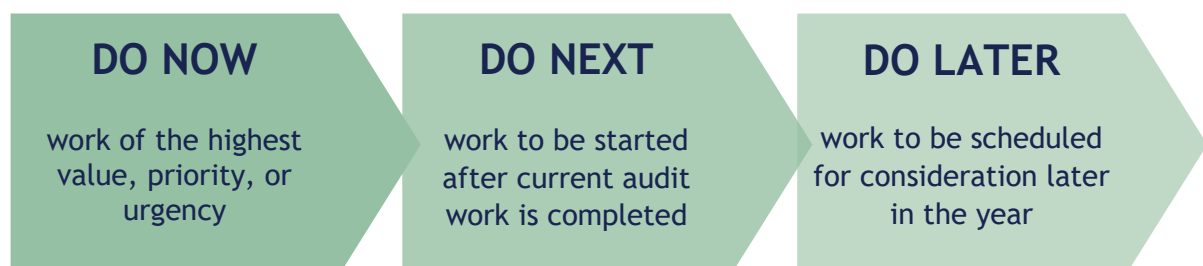 DO NOW
work of the highest
value, priority, or
urgency
DO NEXT
work to be started
after current audit
work is completed
DO LATER
work to be scheduled
for consideration later
in the year